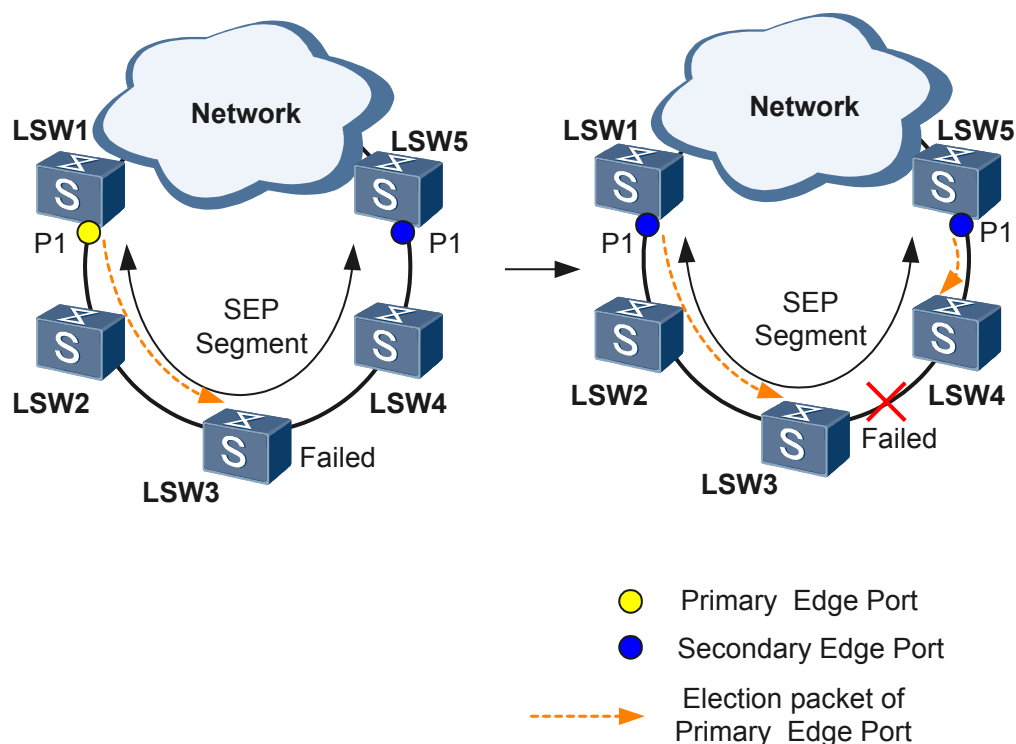 Network
LSW1
LSW5
S
S
P1
P1
SEP
Segment
S
S
LSW2
LSW4
S
Failed
LSW3
Network
LSW1
LSW5
S
S
P1
P1
SEP
Segment
S
S
LSW2
LSW4
S
Failed
LSW3
Primary Edge Port
Secondary Edge Port
Election packet of
Primary Edge Port